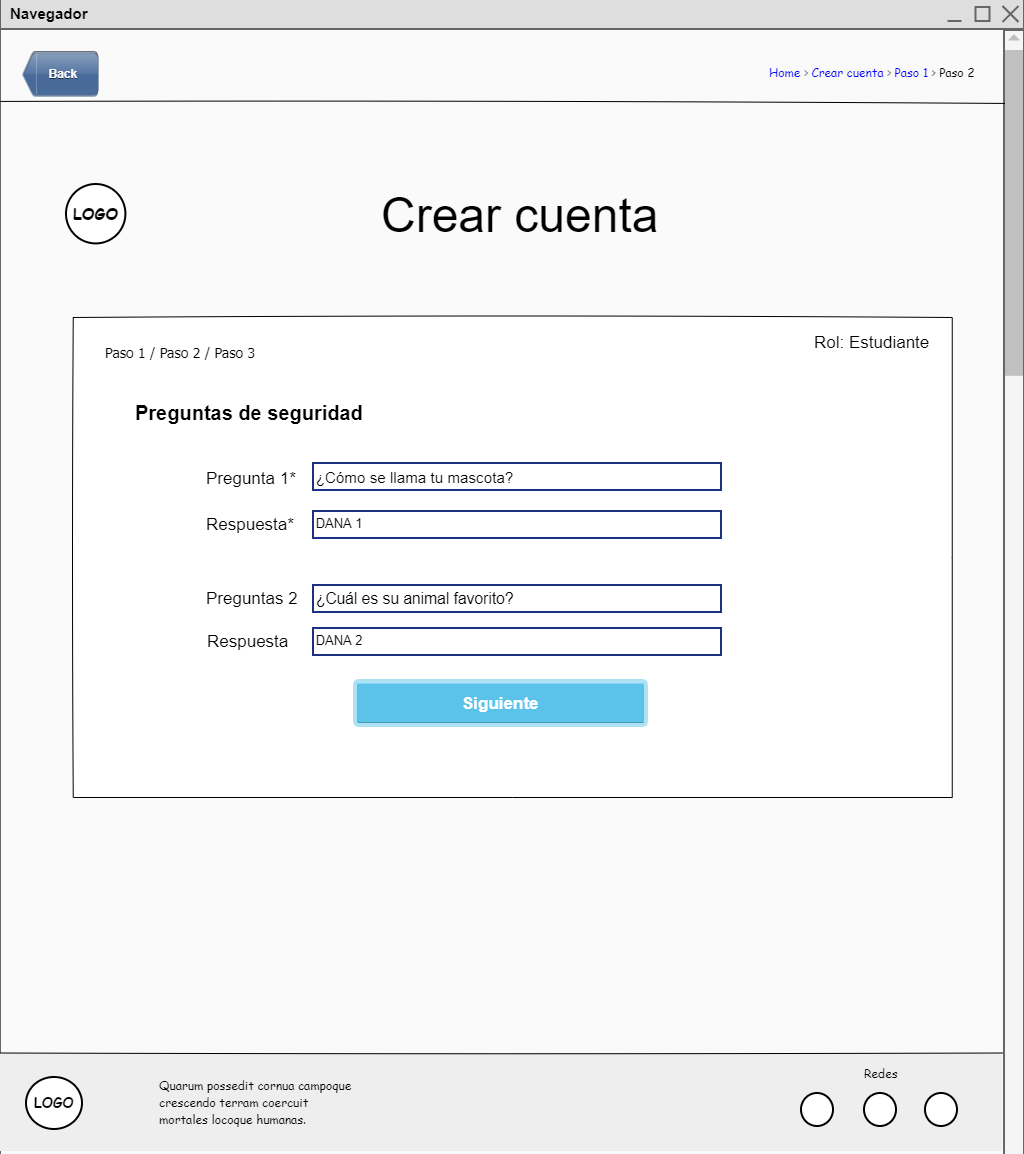 Navegador
Back
Home > Crear cuenta > Paso 1 > Paso 2
LOGO
Crear cuenta
Paso 1 / Paso 2 / Paso 3
Rol: Estudiante
Preguntas de seguridad
Pregunta 1*
¿Cómo se llama tu mascota?
Respuesta*
DANA 1
Preguntas 2
¿Cuál es su animal favorito?
Respuesta
DANA 2
Siguiente
LOGO
Quarum possedit cornua campoque
crescendo terram coercuit
mortales locoque humanas.
Redes